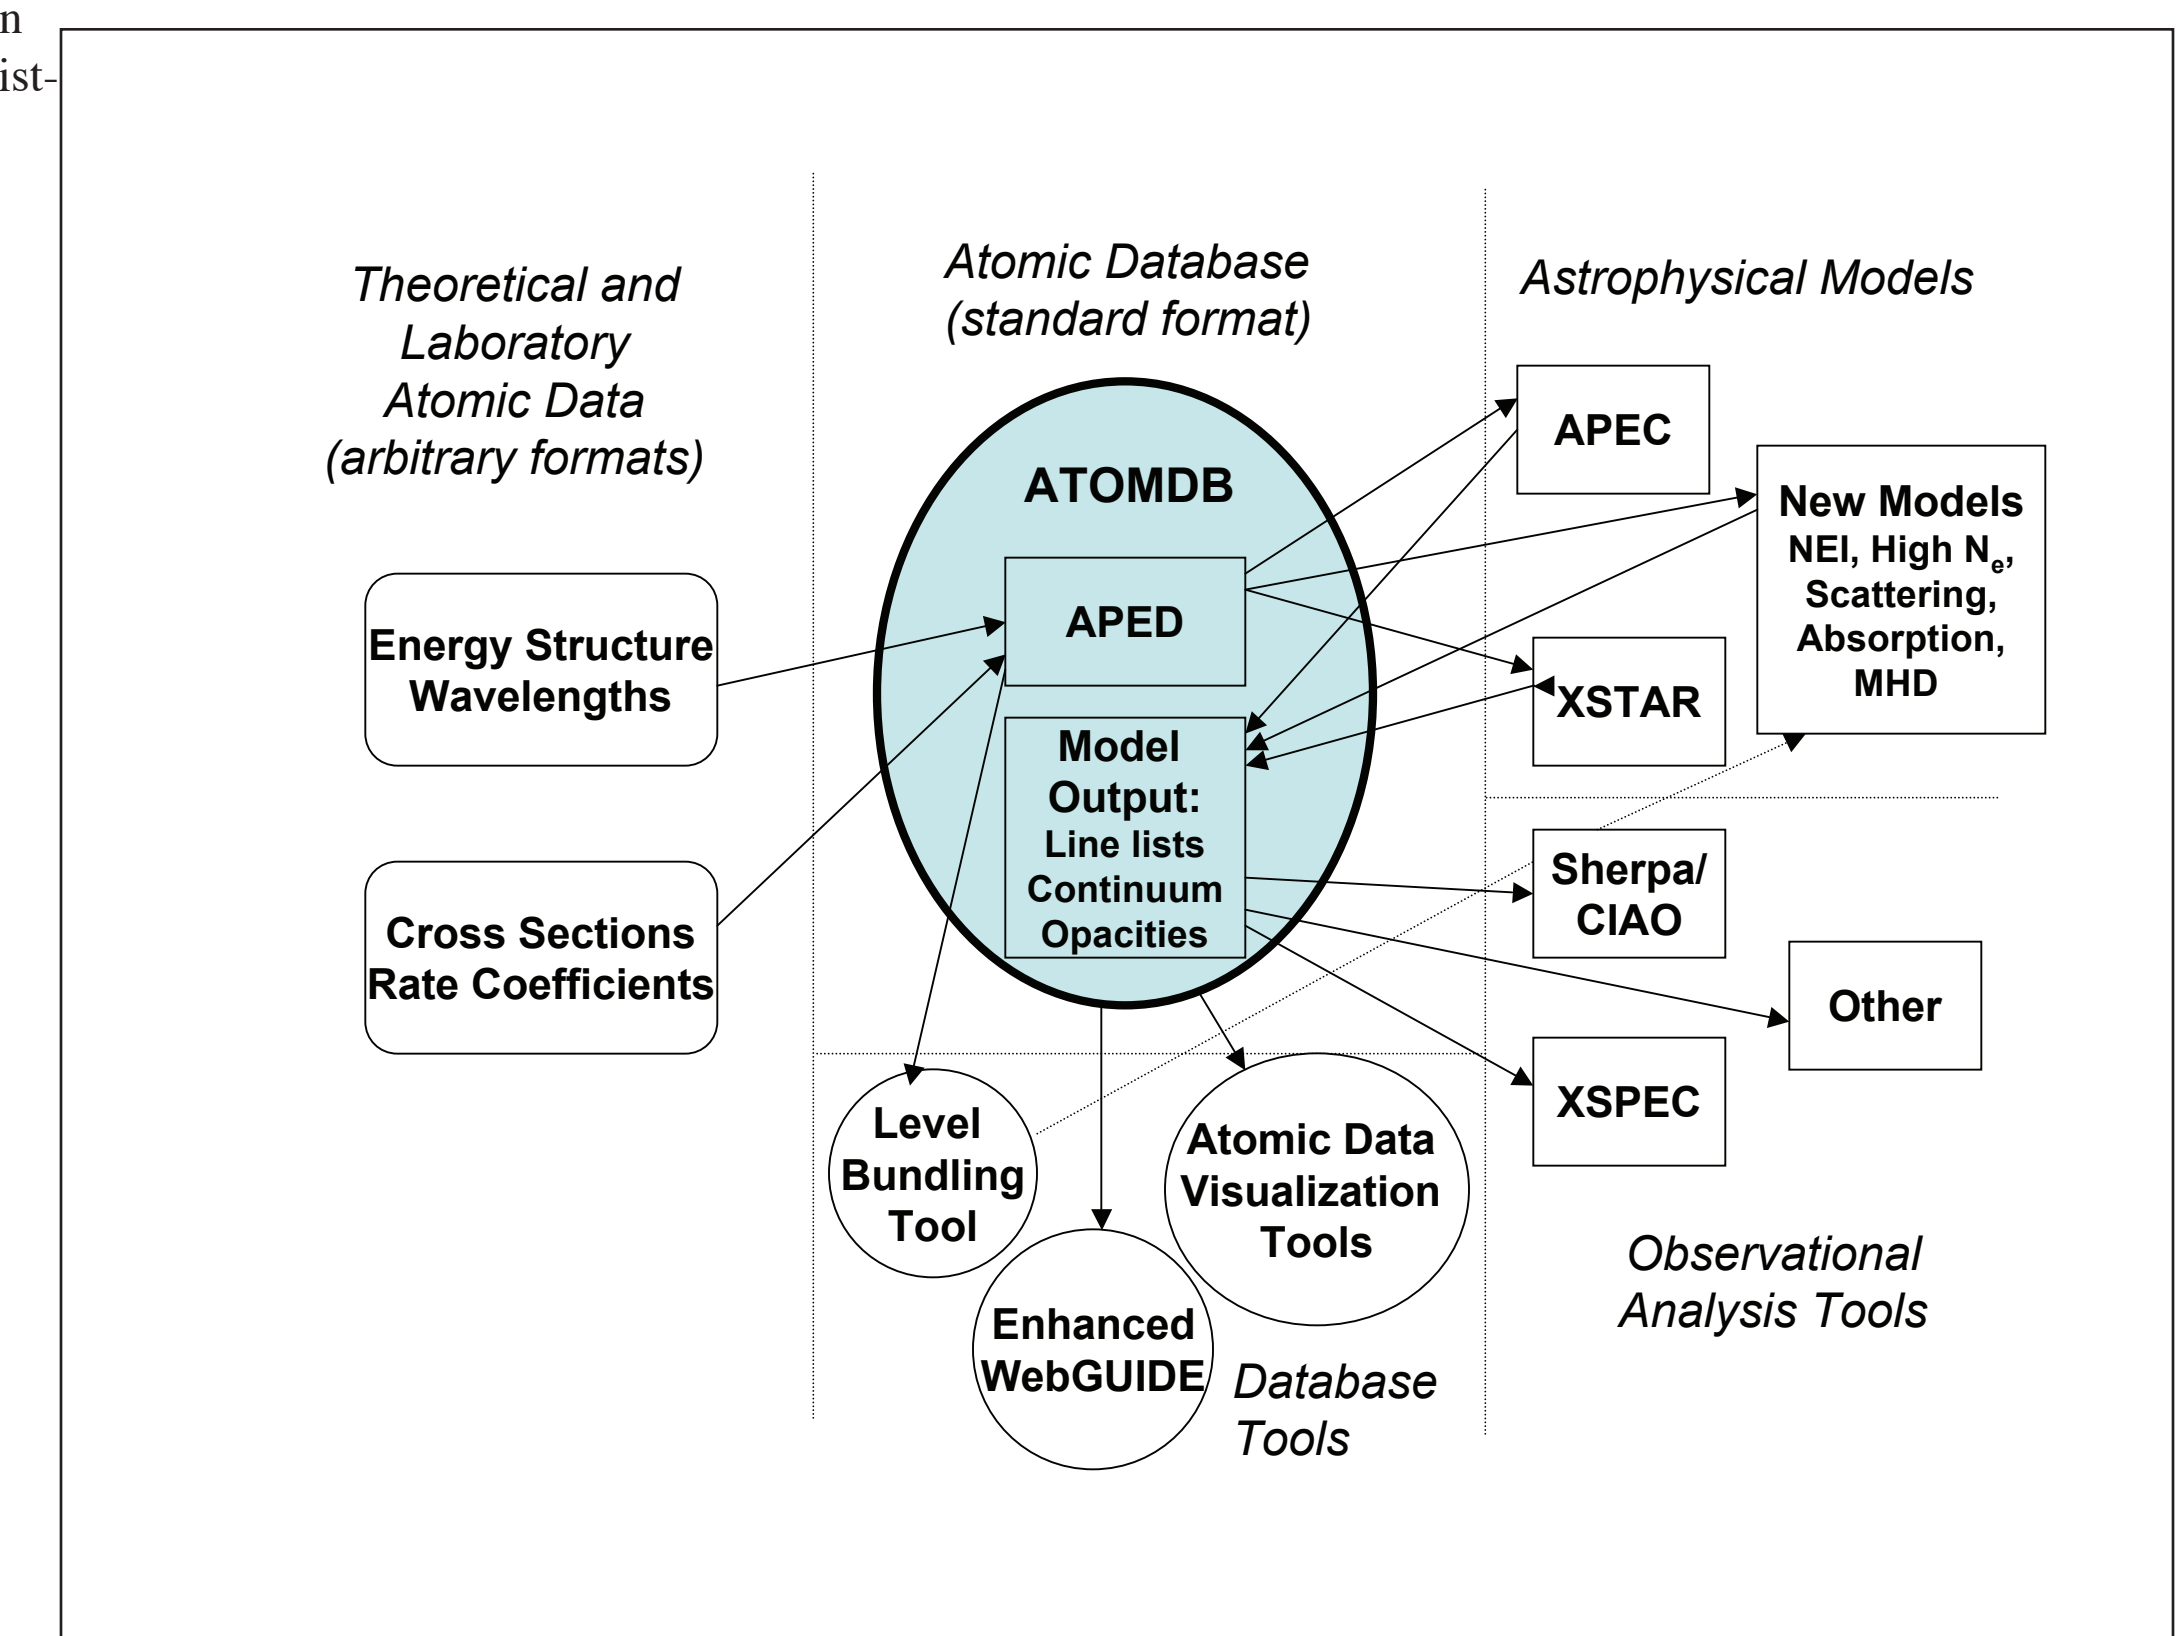 n
ist-
Theoretical and
Laboratory
Atomic Data
(arbitrary formats)
Energy Structure
Wavelengths
Cross Sections
Rate Coefficients
Atomic Database
(standard format)
ATOMDB
APED
Model
Output:
Line lists
Continuum
Opacities
Astrophysical Models
APEC
New Models
NEI, High Ne,
Scattering,
Absorption,
MHD
XSTAR
Sherpa/
CIAO
Other
XSPEC
Observational
Analysis Tools
Level
Bundling
Tool
Enhanced
WebGUIDE
Atomic Data
Visualization
Tools
Database
Tools